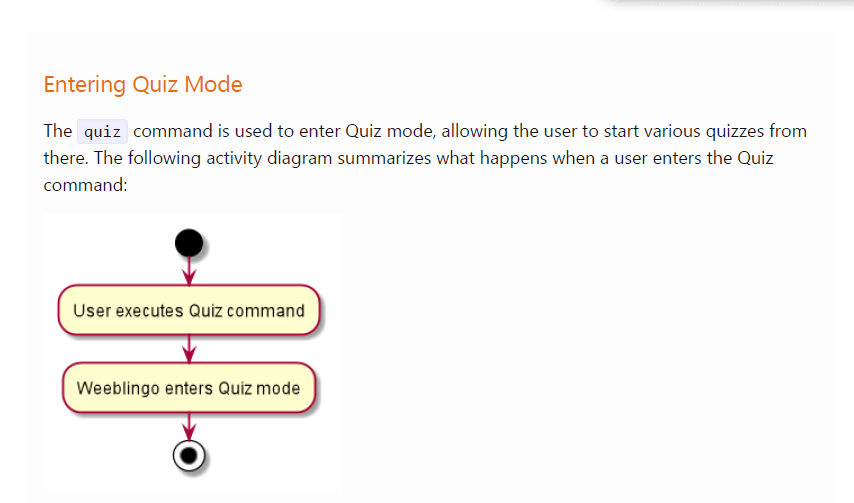 Entering Quiz Mode
The quiz command is used to enter Quiz mode, allowing the user to start various quizzes from
there. The following activity diagram summarizes what happens when a user enters the Quiz
command:
User executes Quiz command
Weeblingo enters Quiz mode